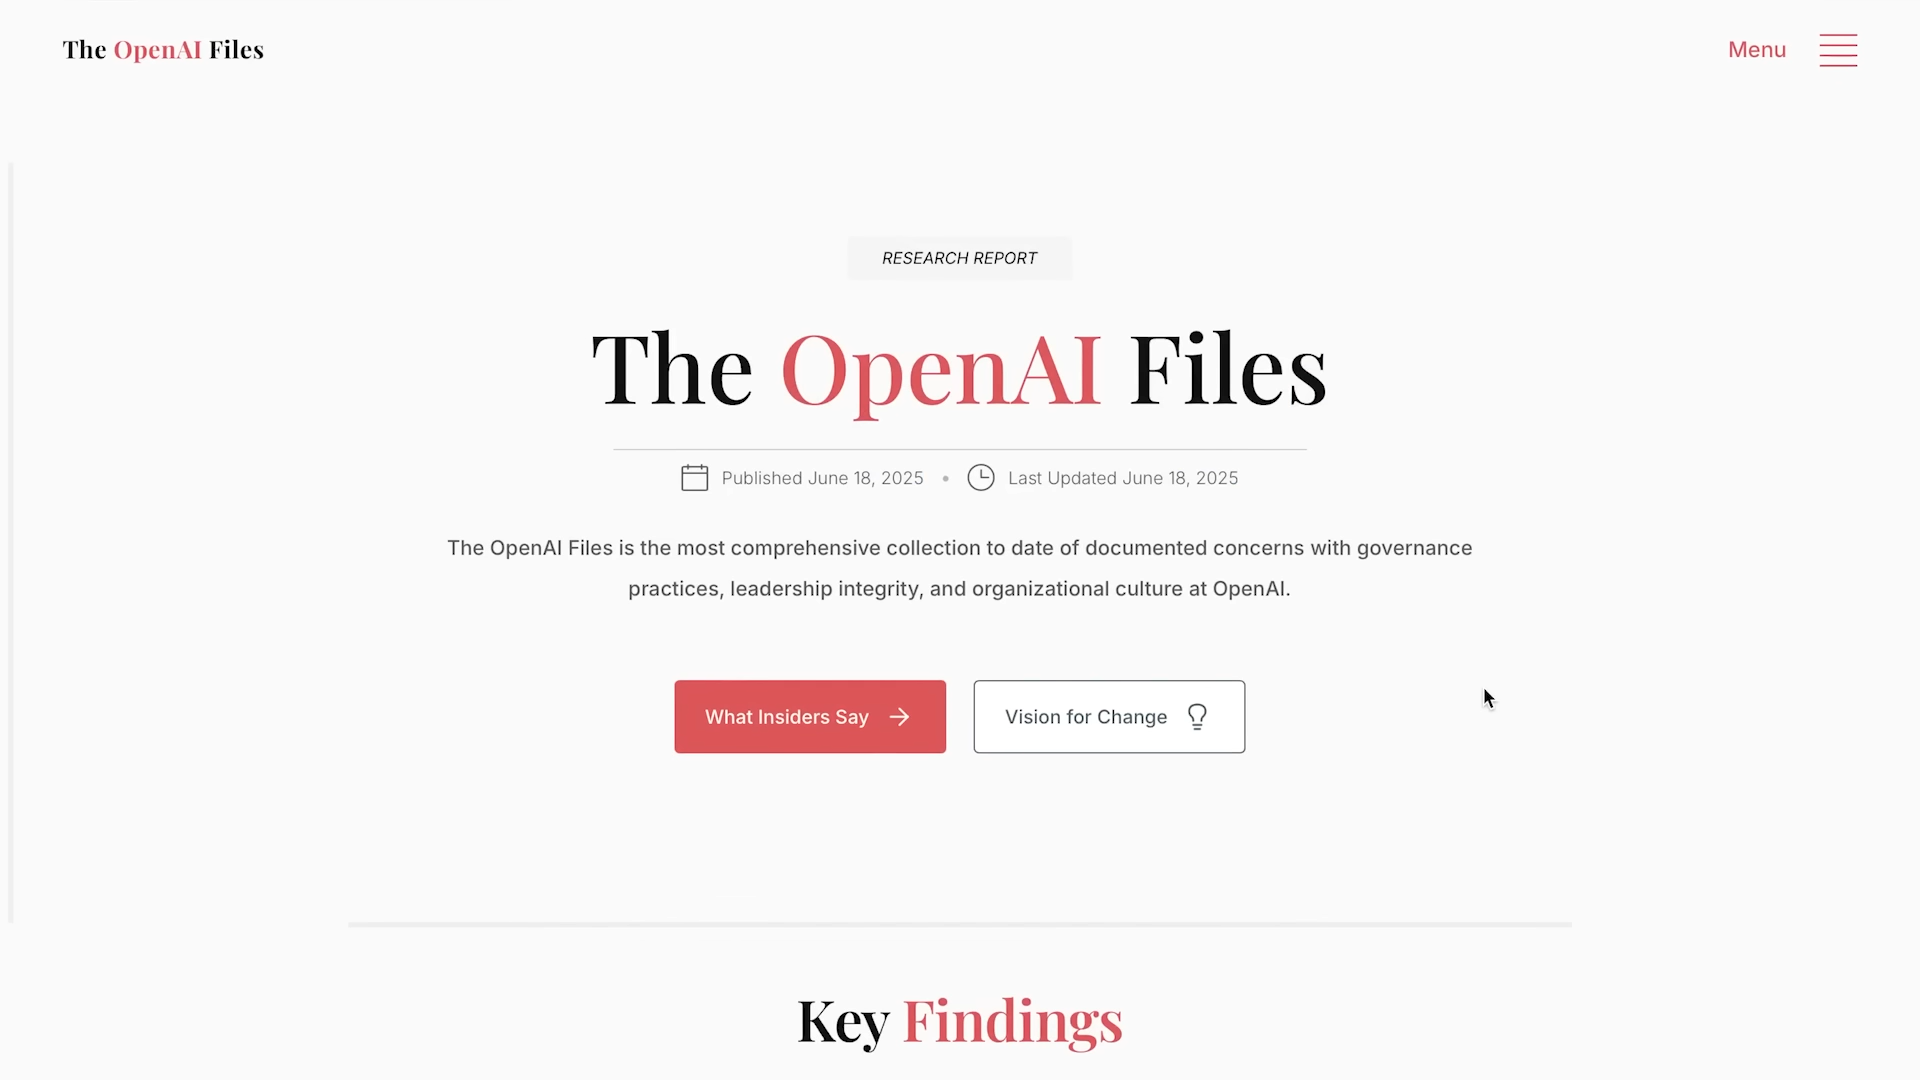 The OpenAI Files
Menu
RESEARCH REPORT
The OpenAI Files
Published June 18, 2025 • Last Updated June 18, 2025
The OpenAI Files is the most comprehensive collection to date of documented concerns with governance
practices, leadership integrity, and organizational culture at OpenAI.
What Insiders Say →
Vision for Change
Key Findings